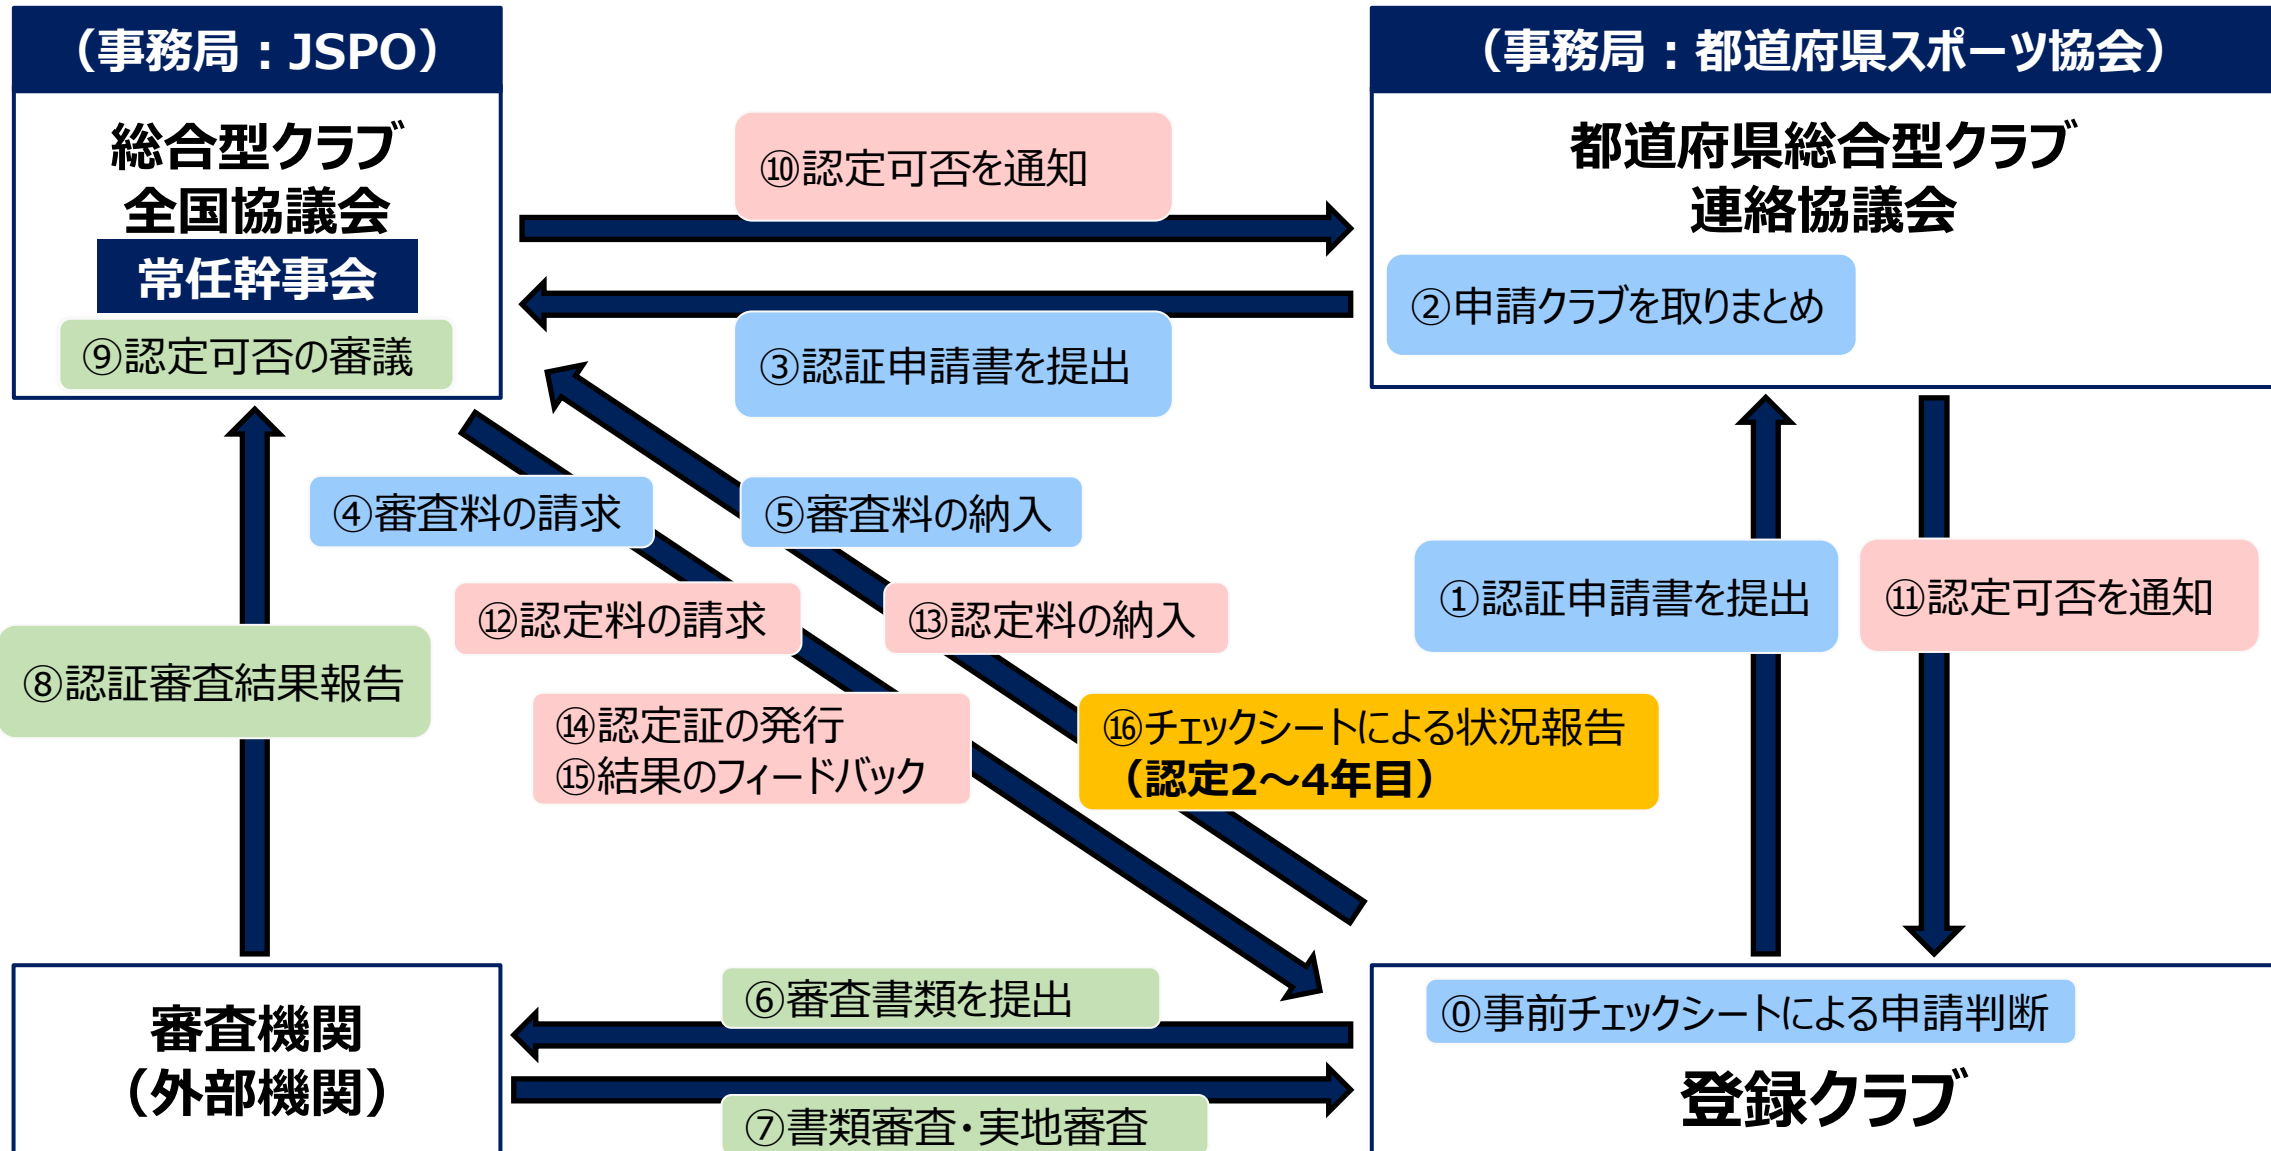 （事務局：JSPO）
総合型クラブ
全国協議会
常任幹事会
⑨認定可否の審議
（事務局：都道府県スポーツ協会）
都道府県総合型クラブ
連絡協議会
②申請クラブを取りまとめ
⑩認定可否を通知
③認証申請書を提出
④審査料の請求
⑤審査料の納入
⑫認定料の請求
⑬認定料の納入
⑭認定証の発行
⑮結果のフィードバック
⑯チェックシートによる状況報告
（認定2～4年目）
①認証申請書を提出
⑪認定可否を通知
⑧認証審査結果報告
審査機関
（外部機関）
⑥審査書類を提出
⑦書類審査・実地審査
⓪事前チェックシートによる申請判断
登録クラブ